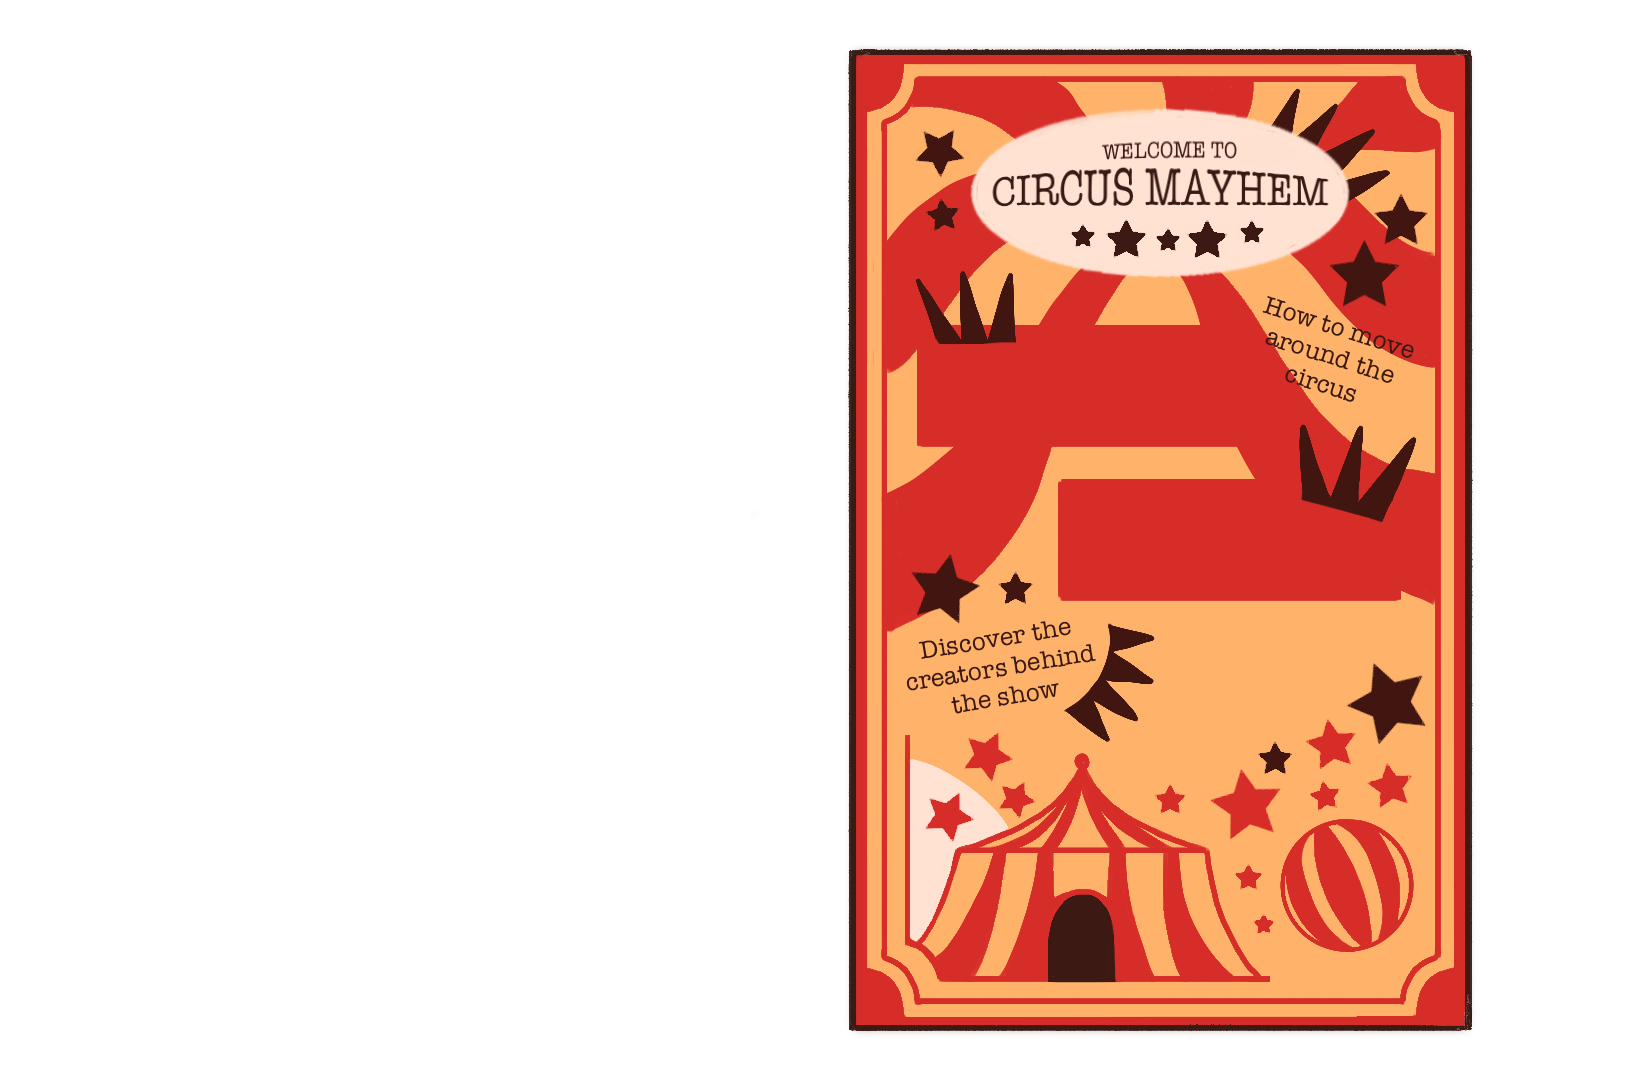 WELCOME TO
CIRCUS MAYHEM
How to move
around the
circus
Discover the
creators behind
the show